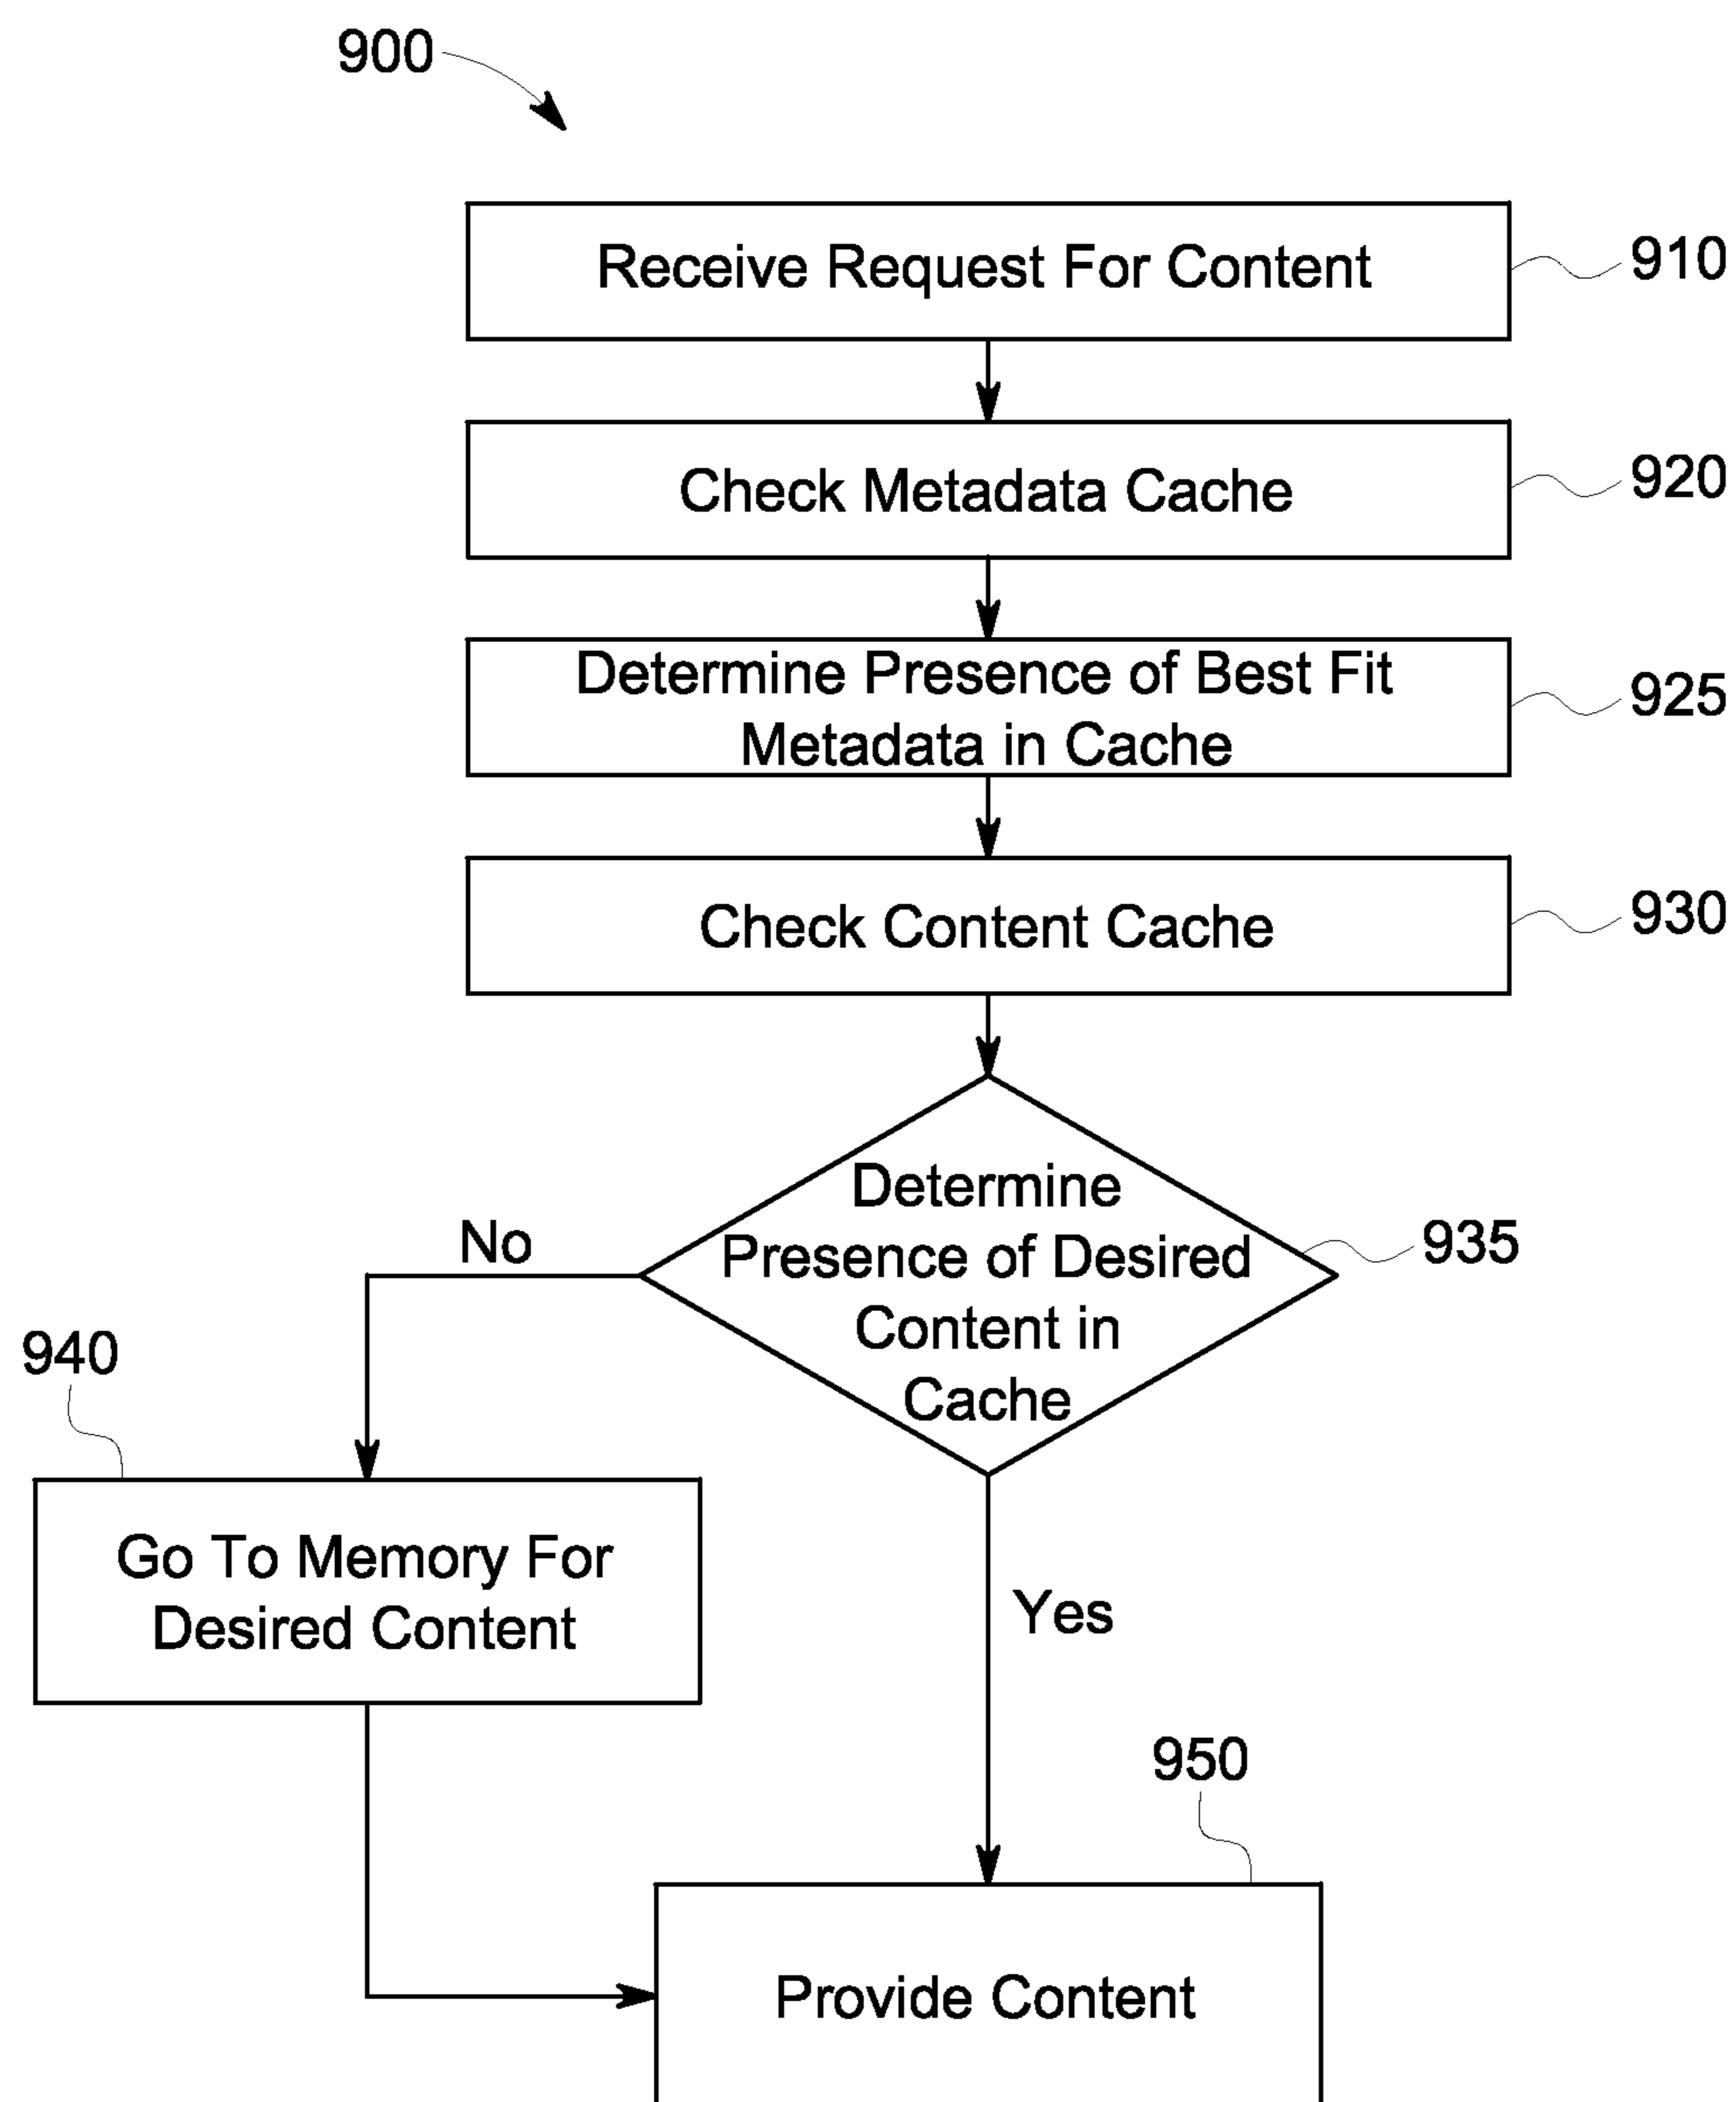 900
Receive Request For Content
910
Check Metadata Cache
920
Determine Presence of Best Fit
Metadata in Cache
925
Check Content Cache
930
Determine
Presence of Desired
Content in
Cache
935
No
940
Go To Memory For
Desired Content
Yes
950
Provide Content